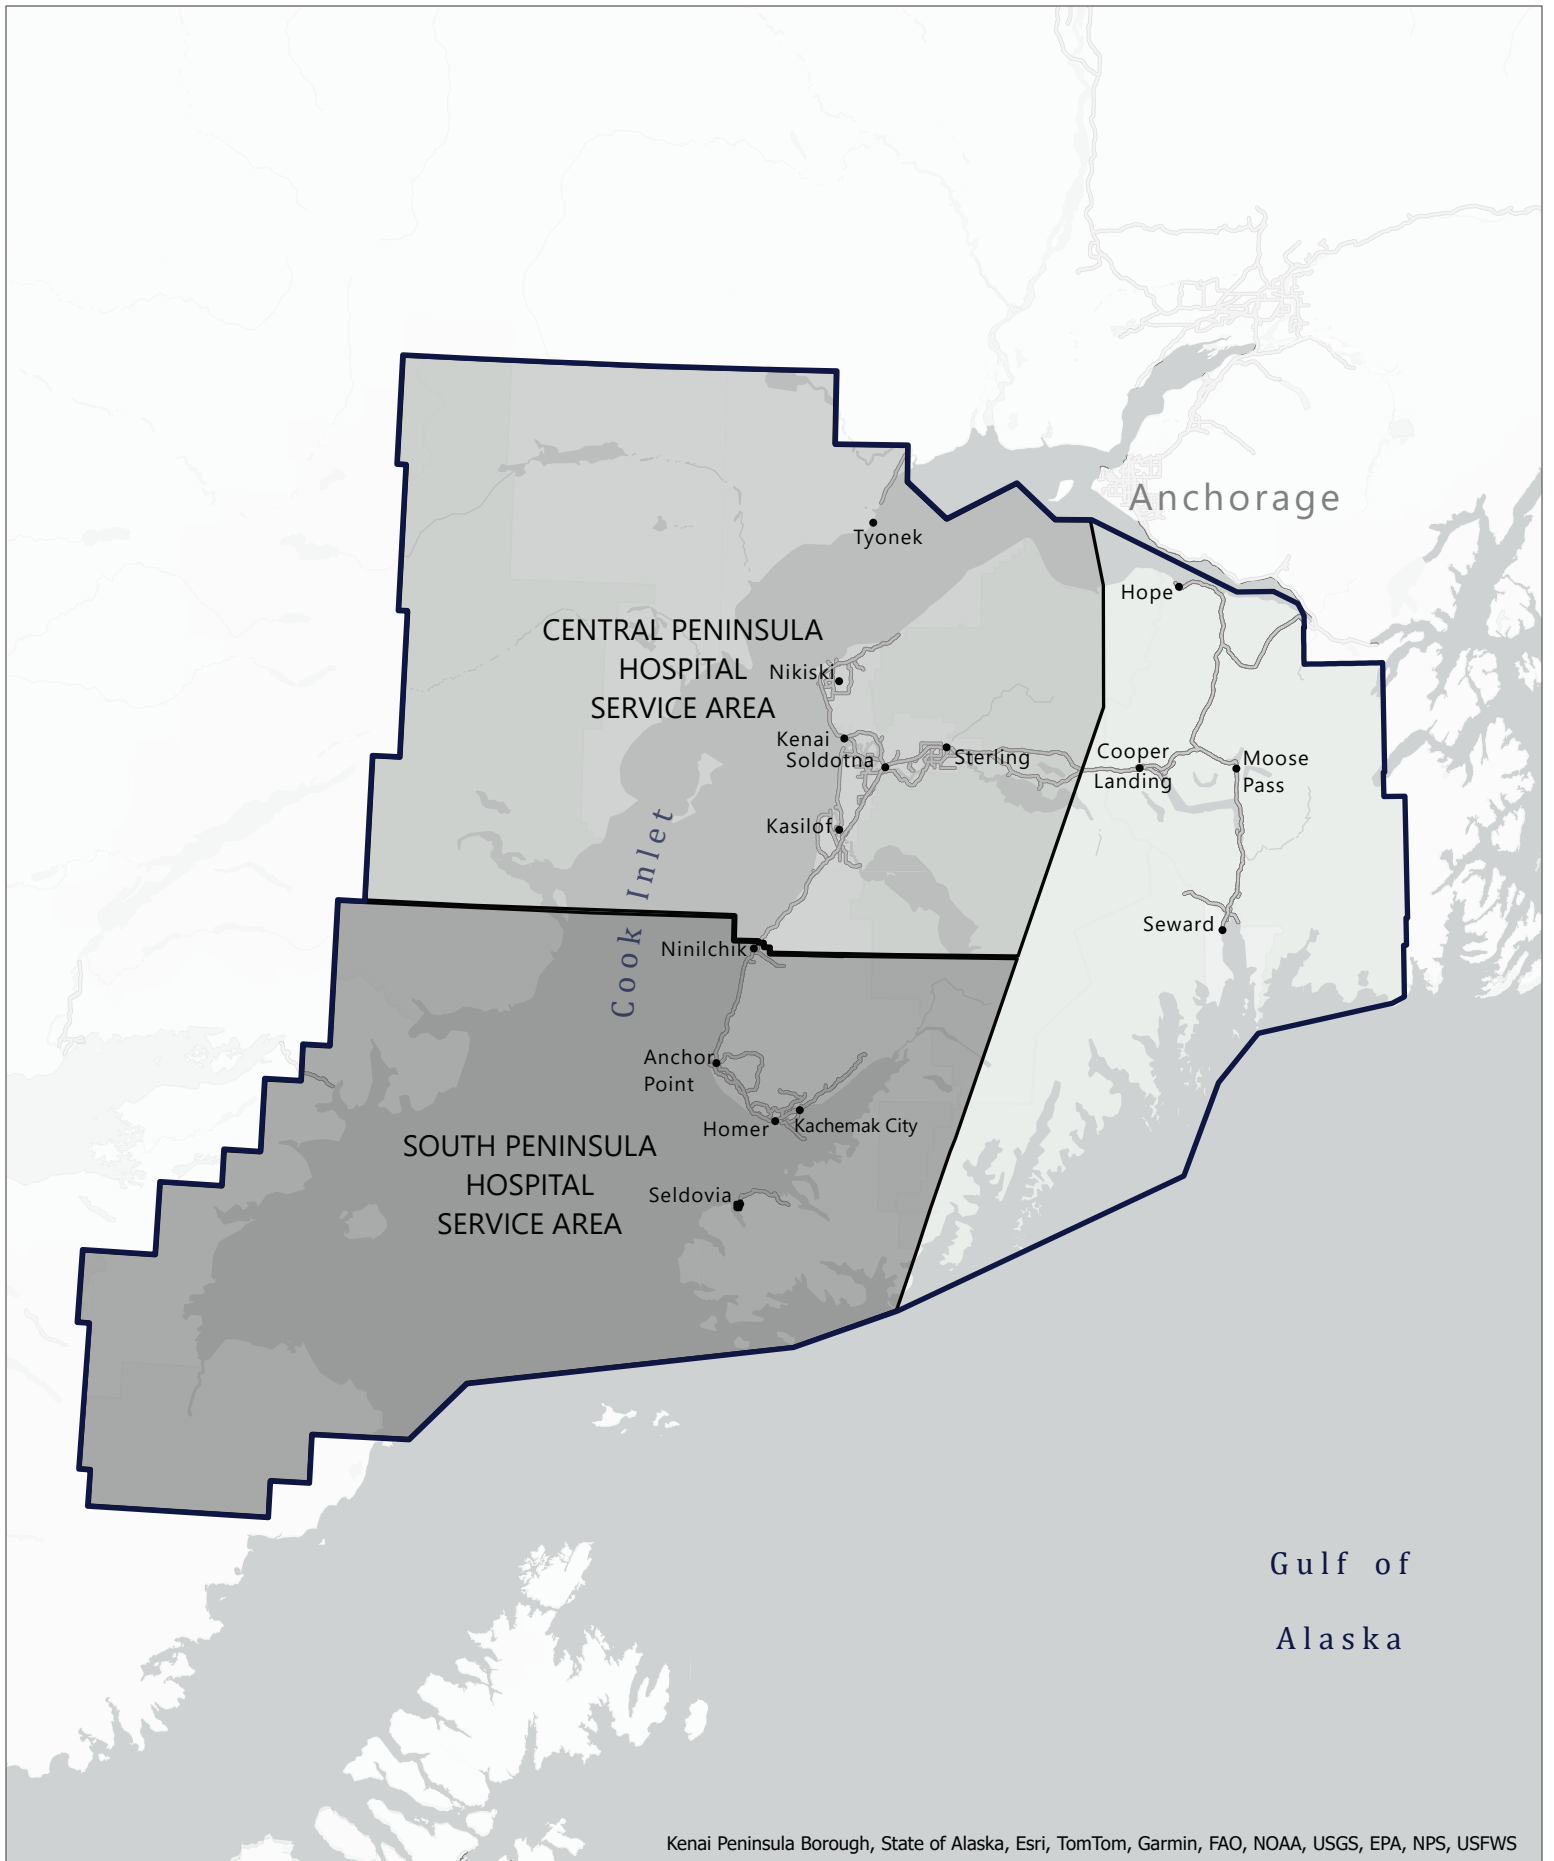 Anchorage
Tyonek
Hope
CENTRAL PENINSULA
HOSPITAL
SERVICE AREA
Nikiski
Kenai
Soldotna
Sterling
Cooper
Landing
Moose
Pass
Kasilof
Cook Inlet
Seward
Ninilchik
Anchor
Point
Homer
Kachemak City
SOUTH PENINSULA
HOSPITAL
SERVICE AREA
Seldovia
Gulf of
Alaska
Kenai Peninsula Borough, State of Alaska, Esri, TomTom, Garmin, FAO, NOAA, USGS, EPA, NPS, USFWS